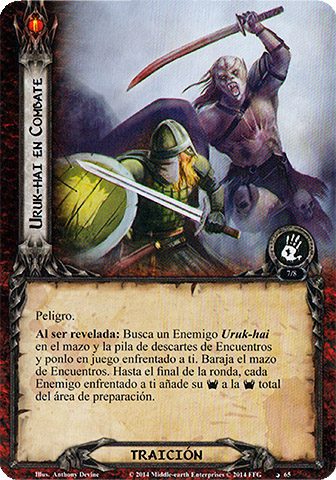 URUK-HAI EN COMBATE
7/8
Peligro.
Al ser revelada: Busca un Enemigo Uruk-hai
en el mazo y la pila de descartes de Encuentros
y ponlo en juego enfrentado a ti. Baraja el mazo
de Encuentros. Hasta el final de la ronda, cada
Enemigo enfrentado a ti añade su a la total
del área de preparación.
TRAICIÓN
Illus. Anthony Devine © 2014 Middle-earth Enterprises © 2014 FFG 65